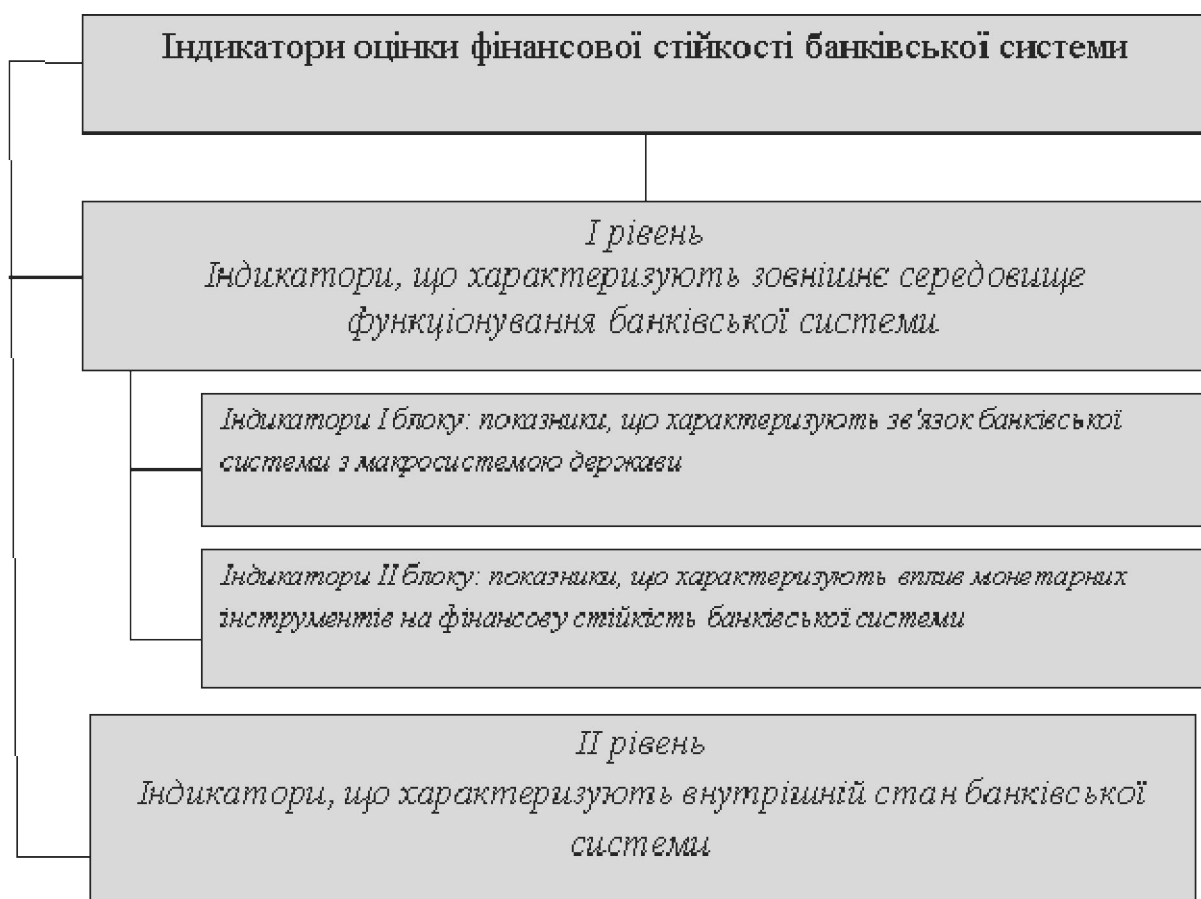 Індикатори оцінки фінансової стійкості банківської системи
І рівень
Індикатори, що характеризують зовнішнє середовище
функціонування банківської системи
Індикатори І блоку: показники, що характеризують зв'язок банківської
системи з макросистемою держави
Індикатори ІІ блоку: показники, що характеризують вплив монетарних
інструментів на фінансову стійкість банківської системи
ІІ рівень
Індикатори, що характеризують внутрішній стан банківської
системи